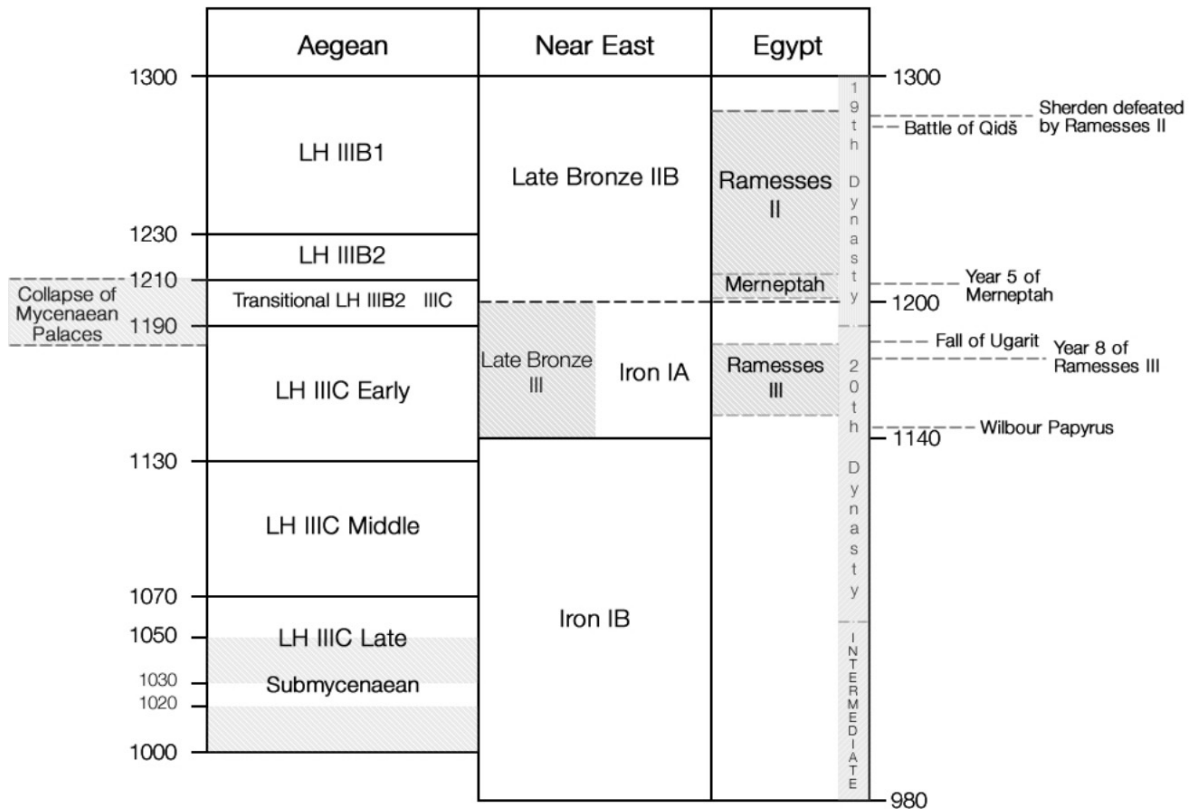 Aegean
Near East
Egypt
1300
1230
1210
1190
1130
1070
1050
1030
1020
1000
Collapse of
Mycenaean
Palaces
LH IIIB1
LH IIIB2
Transitional LH IIIB2 IIIC
LH IIIC Early
LH IIIC Middle
LH IIIC Late
Submycenaean
Late Bronze IIB
Late Bronze
III
Iron IA
Iron IB
Ramesses
II
Merneptah
Ramesses
III
19th Dynasty
20th Dynasty
INTERMEDIATE
1300
1200
1140
980
Sherden defeated
by Ramesses II
Battle of Qidš
Year 5 of
Merneptah
Fall of Ugarit
Year 8 of
Ramesses III
Wilbour Papyrus